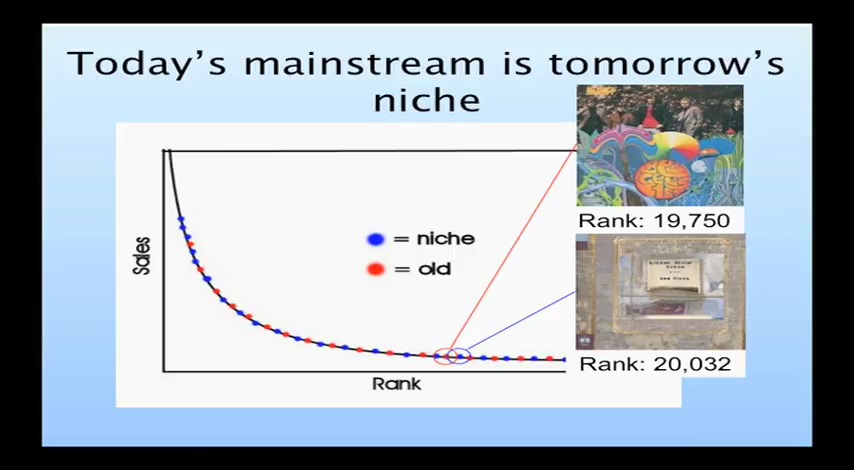 Today's mainstream is tomorrow's
niche
Sales
= niche
= old
Rank
Rank: 19,750
Rank: 20,032